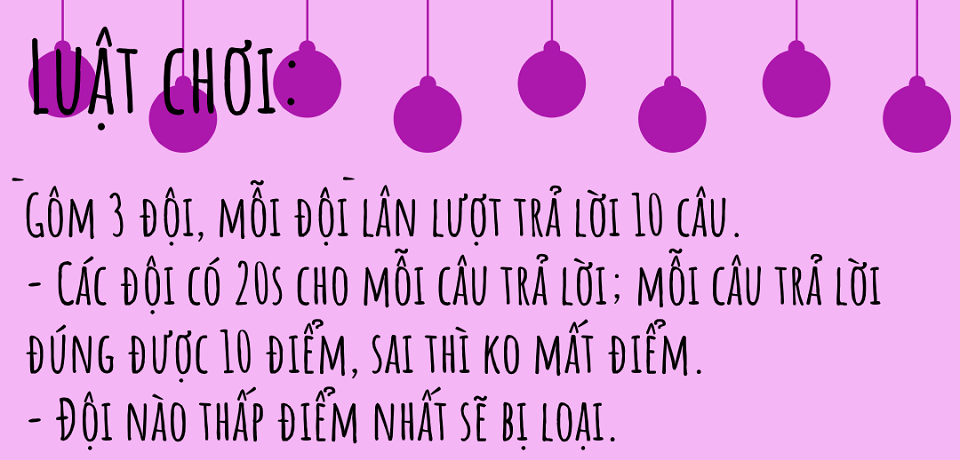 Luật chơi:
- Gồm 3 đội, mỗi đội lần lượt trả lời 10 câu.
- Các đội có 20s cho mỗi câu trả lời; mỗi câu trả lời
đúng được 10 điểm, sai thì ko mất điểm.
- Đội nào thấp điểm nhất sẽ bị loại.